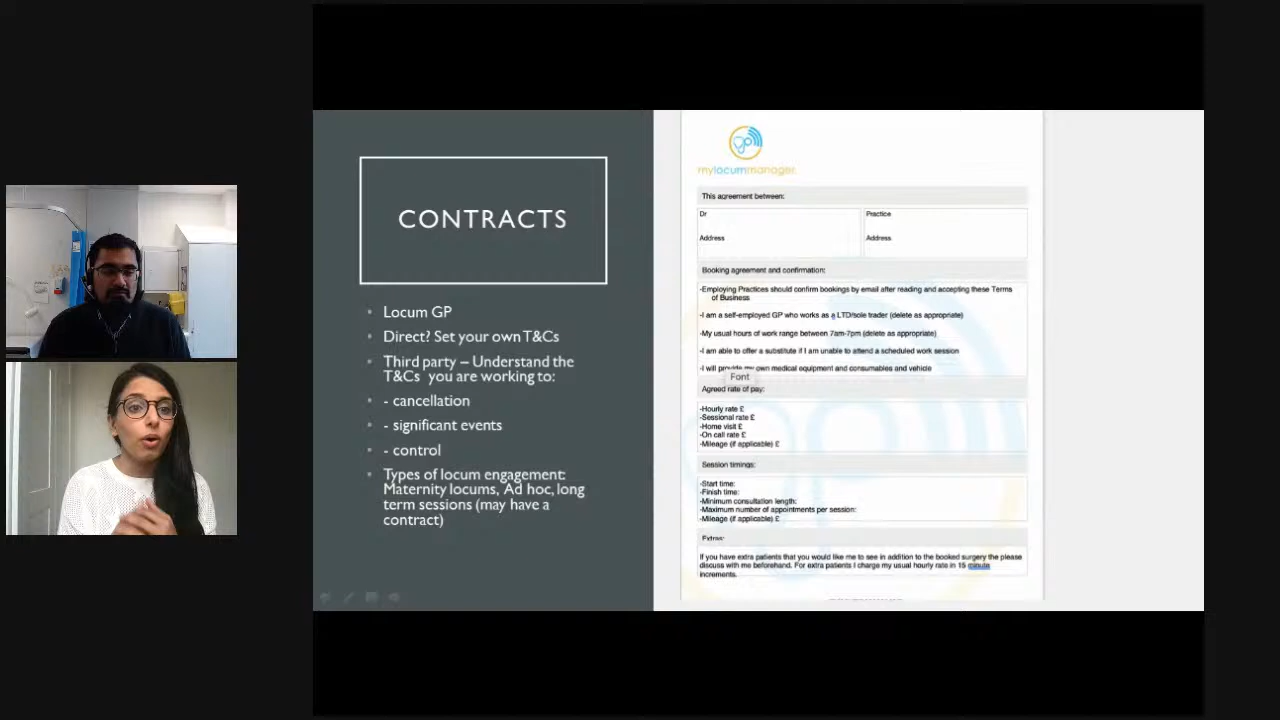 CONTRACTS
Locum GP
Direct? Set your own T&Cs
Third party – Understand the
T&Cs you are working to:
- cancellation
- significant events
- control
Types of locum engagement:
Maternity locums, Ad hoc, long
term sessions (may have a
contract)
mylocummanager.
This agreement between:
Dr
Address
Practice
Address
Booking agreement and confirmation:
-Employing Practices should confirm bookings by email after reading and accepting these Terms
of Business
-I am a self-employed GP who works as a LTD/sole trader (delete as appropriate)
-My usual hours of work range between 7am-7pm (delete as appropriate)
-I am able to offer a substitute if I am unable to attend a scheduled work session
-I will provide my own medical equipment and consumables and vehicle
Font
Agreed rate of pay:
-Hourly rate £
-Sessional rate £
-Home visit £
-On call rate £
-Mileage (if applicable) £
Session timings:
-Start time:
-Finish time:
-Minimum consultation length:
-Maximum number of appointments per session:
-Mileage (if applicable) £
Extras:
If you have extra patients that you would like me to see in addition to the booked surgery the please
discuss with me beforehand. For extra patients I charge my usual hourly rate in 15 minute
increments.